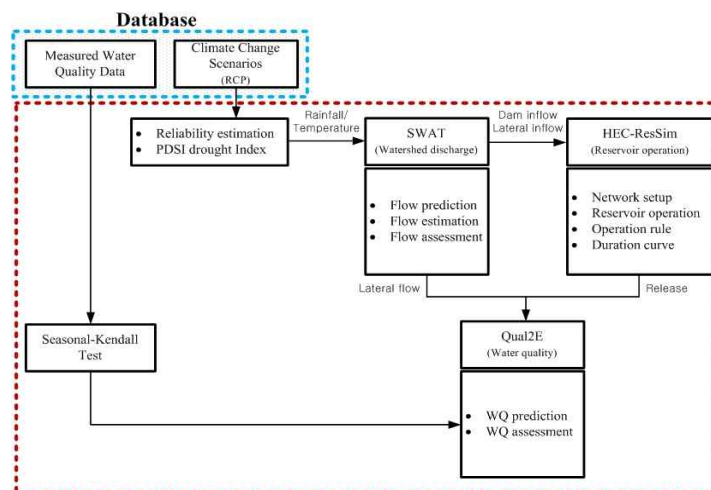 Database
Measured Water
Quality Data
Climate Change
Scenarios
(RCP)
• Reliability estimation
• PDSI drought Index
Rainfall/
Temperature
SWAT
(Watershed discharge)
Dam inflow
Lateral inflow
HEC-ResSim
(Reservoir operation)
• Flow prediction
• Flow estimation
• Flow assessment
• Network setup
• Reservoir operation
• Operation rule
• Duration curve
Lateral flow
Release
Seasonal-Kendall
Test
Qual2E
(Water quality)
• WQ prediction
• WQ assessment